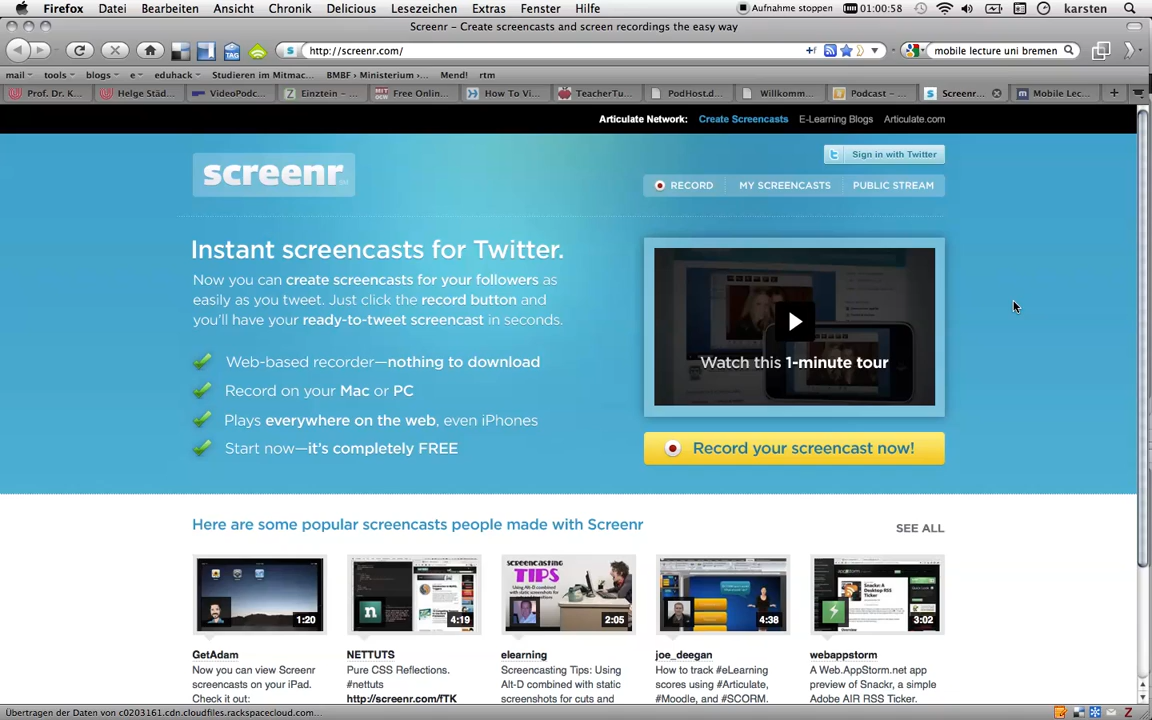 Firefox Datei Bearbeiten Ansicht Chronik Delicious Lesezeichen Extras Fenster Hilfe Aufnahme stoppen 01:00:58 karsten
Screenr – Create screencasts and screen recordings the easy way
http://screenr.com/ mobile lecture uni bremen
mail tools blogs e eduhack Studieren im Mitmac... BMBF › Ministerium ›... Mend! rtm
Prof. Dr. K... Helge Städ... VideoPodc... Einztein – ... Free Onlin... How To Vi... TeacherTu... PodHost.d... Willkomm... Podcast – ... Screenr... Mobile Lec...
Articulate Network: Create Screencasts E-Learning Blogs Articulate.com
Sign in with Twitter
screenr
RECORD MY SCREENCASTS PUBLIC STREAM
Instant screencasts for Twitter.
Now you can create screencasts for your followers as
easily as you tweet. Just click the record button and
you'll have your ready-to-tweet screencast in seconds.
Web-based recorder—nothing to download
Record on your Mac or PC
Plays everywhere on the web, even iPhones
Start now—it's completely FREE
Watch this 1-minute tour
Record your screencast now!
Here are some popular screencasts people made with Screenr
SEE ALL
1:20
4:19
SCREENCASTING
TIPS
2:05
4:38
3:02
GetAdam
Now you can view Screenr
screencasts on your iPad.
Check it out:
NETTUTS
Pure CSS Reflections.
#nettuts
http://screenr.com/fTK
elearning
Screencasting Tips: Using
Alt-D combined with static
screenshots for cuts and
joe_deegan
How to track #eLearning
scores using #Articulate,
#Moodle, and #SCORM.
webappstorm
A Web.AppStorm.net app
preview of Snackr, a simple
Adobe AIR RSS Ticker.
Übertragen der Daten von c0203161.cdn.cloudfiles.rackspacecloud.com...